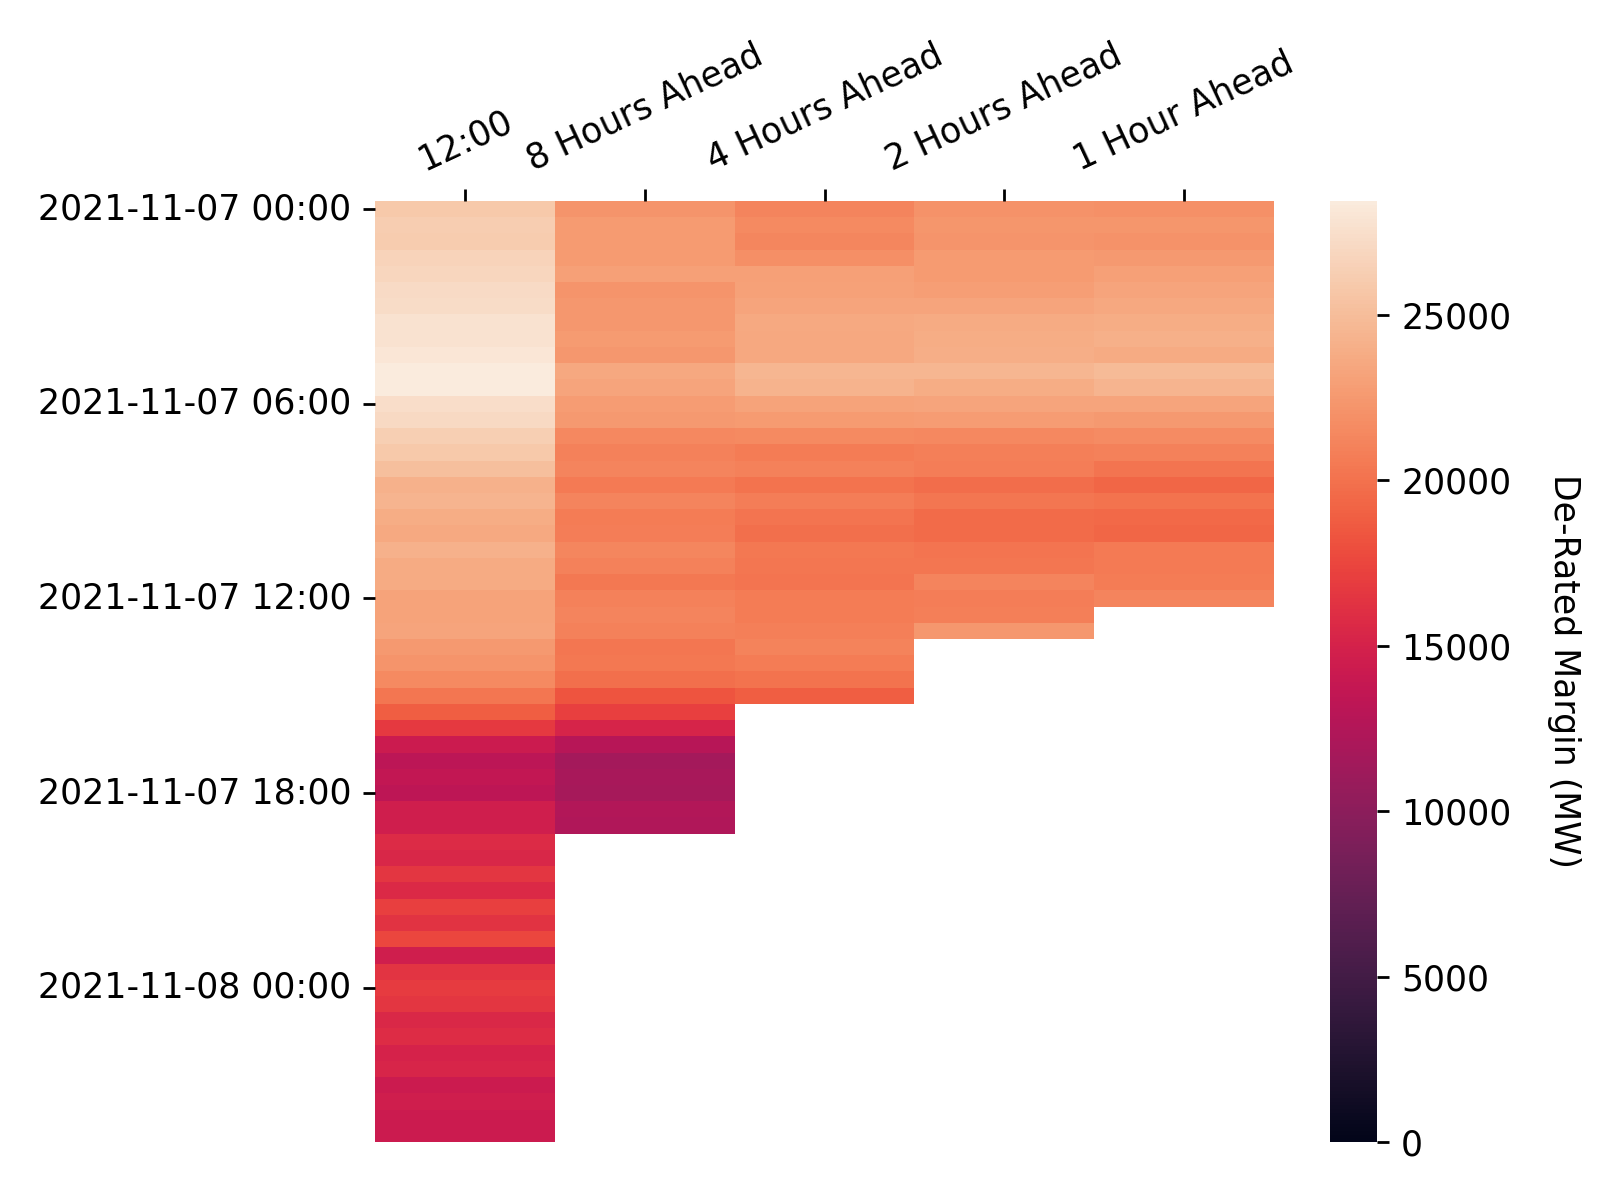 12:00
8 Hours Ahead
4 Hours Ahead
2 Hours Ahead
1 Hour Ahead
2021-11-07 00:00
2021-11-07 06:00
2021-11-07 12:00
2021-11-07 18:00
2021-11-08 00:00
25000
20000
15000
10000
5000
0
De-Rated Margin (MW)